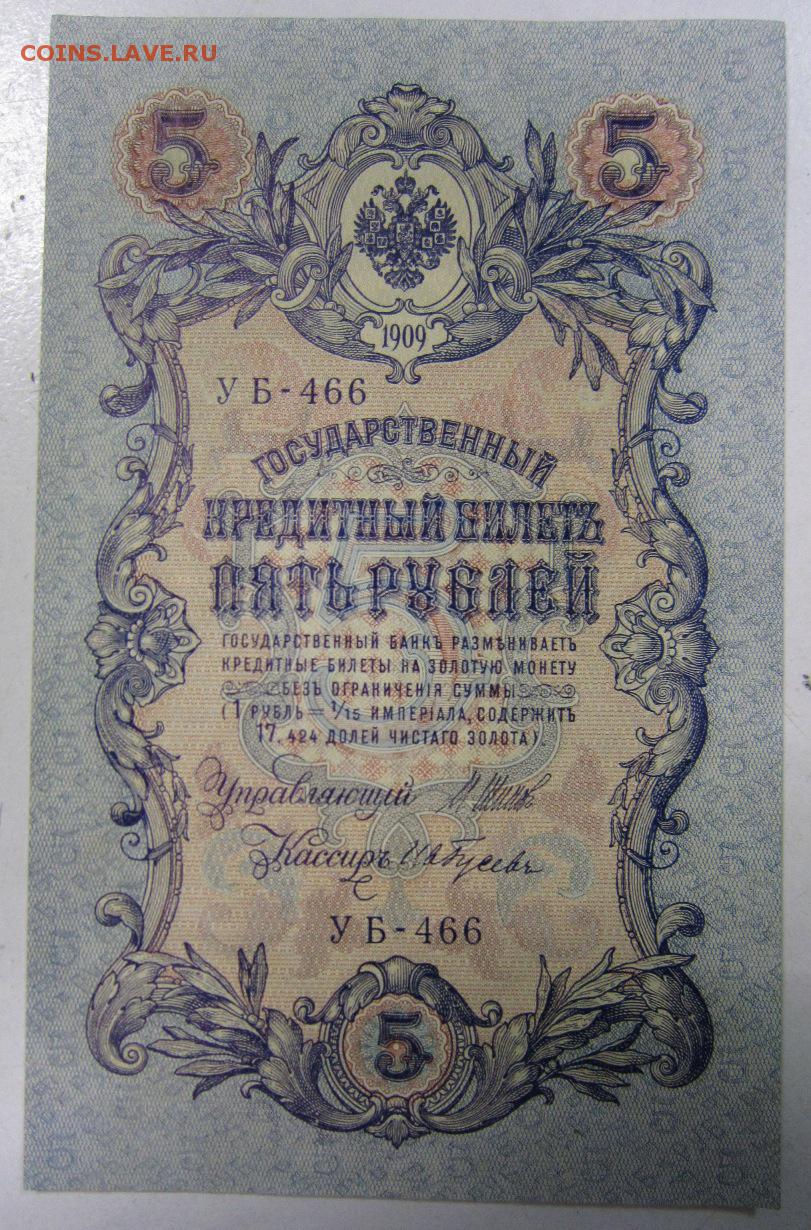 COINS.LAVE.RU
5 5
1909
УБ-466
ГОСУДАРСТВЕННЫЙ
КРЕДИТНЫЙ БИЛЕТЪ
ПЯТЬ РУБЛЕЙ
ГОСУДАРСТВЕННЫЙ БАНКЪ РАЗМѢНИВАЕТЪ
КРЕДИТНЫЕ БИЛЕТЫ НА ЗОЛОТУЮ МОНЕТУ
БЕЗЪ ОГРАНИЧЕНІЯ СУММЫ
(1 РУБЛЬ = 1/15 ИМПЕРІАЛА, СОДЕРЖИТЪ
17,424 ДОЛЕЙ ЧИСТАГО ЗОЛОТА).
Управляющій И Шипов
Кассиръ Гусевъ
УБ-466
5